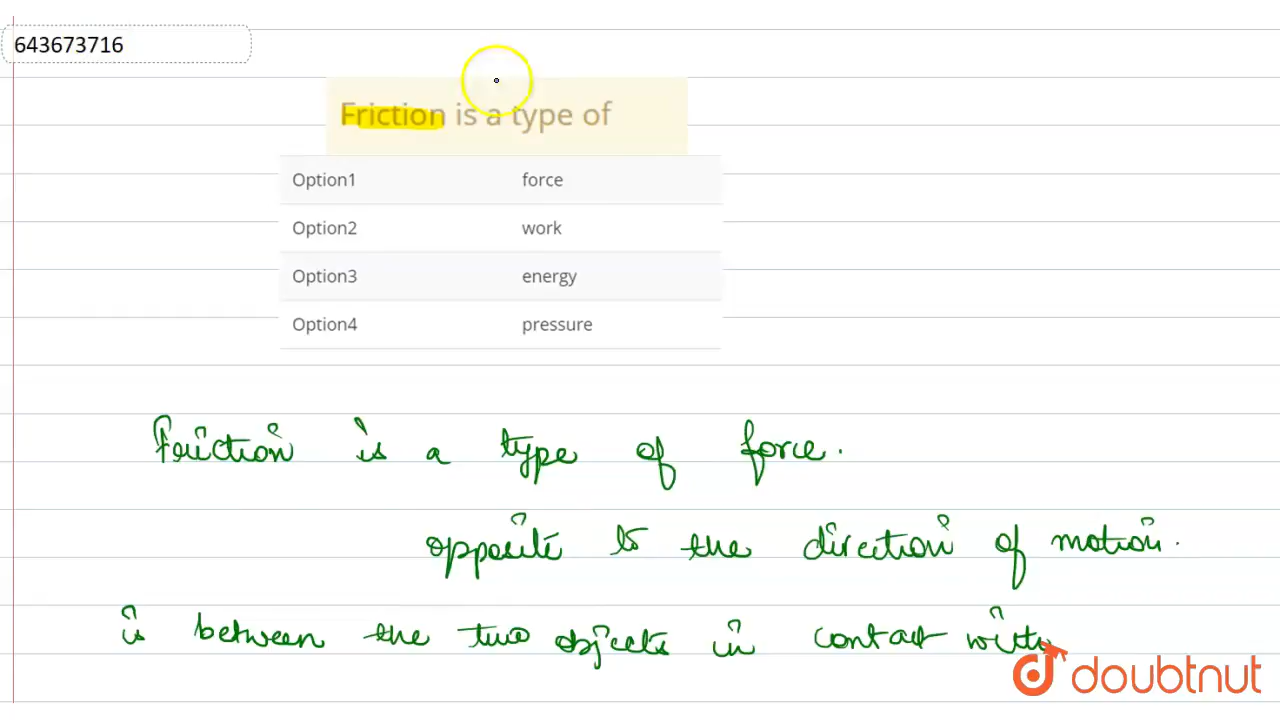 643673716
Friction is a type of
Option1 force
Option2 work
Option3 energy
Option4 pressure
Friction is a type of force.
opposite to the direction of motion.
is between the two objects in contact with
doubtnut